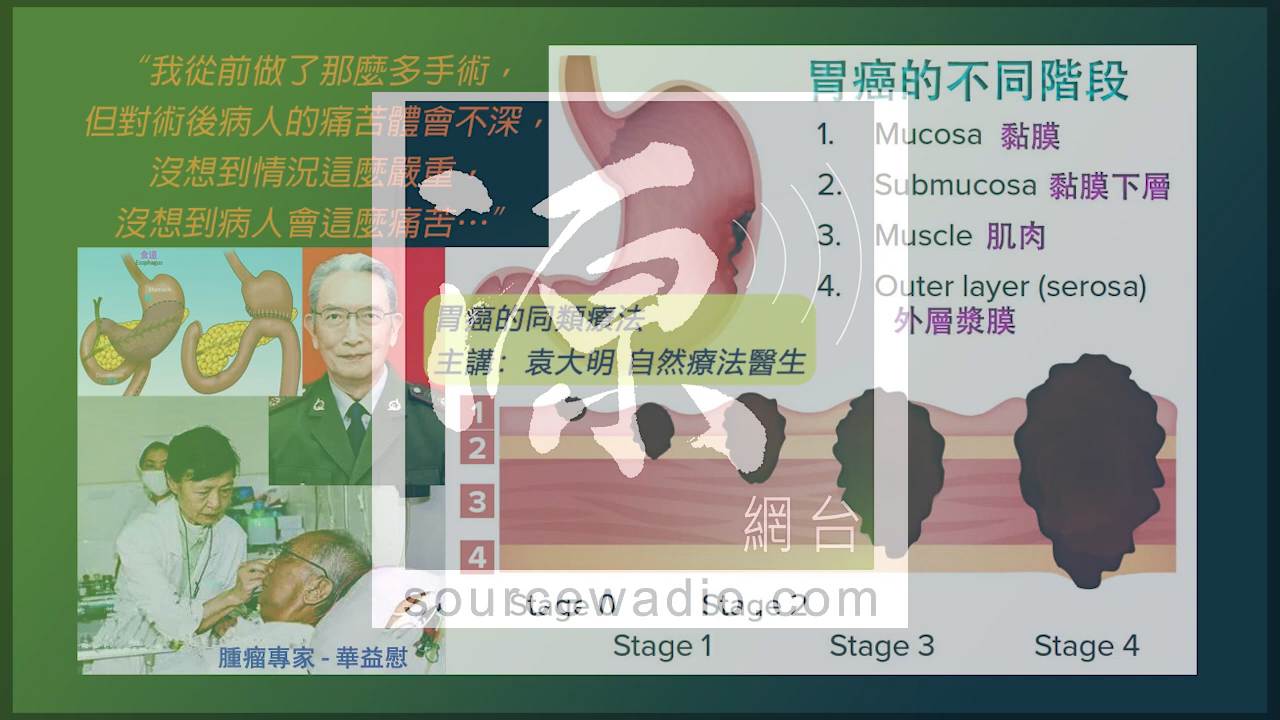 “我從前做了那麼多手術，
但對術後病人的痛苦體會不深，
沒想到情況這麼嚴重，
沒想到病人會這麼痛苦…”
胃癌的不同階段
1. Mucosa 黏膜
2. Submucosa 黏膜下層
3. Muscle 肌肉
4. Outer layer (serosa)
外層漿膜
食道
Esophagus
Stomach
Duodenum
胃癌的同類療法
主講：袁大明 自然療法醫生
源
網台
sourcewadio.com
1
2
3
4
Stage 0
Stage 1
Stage 2
Stage 3
Stage 4
腫瘤專家 - 華益慰